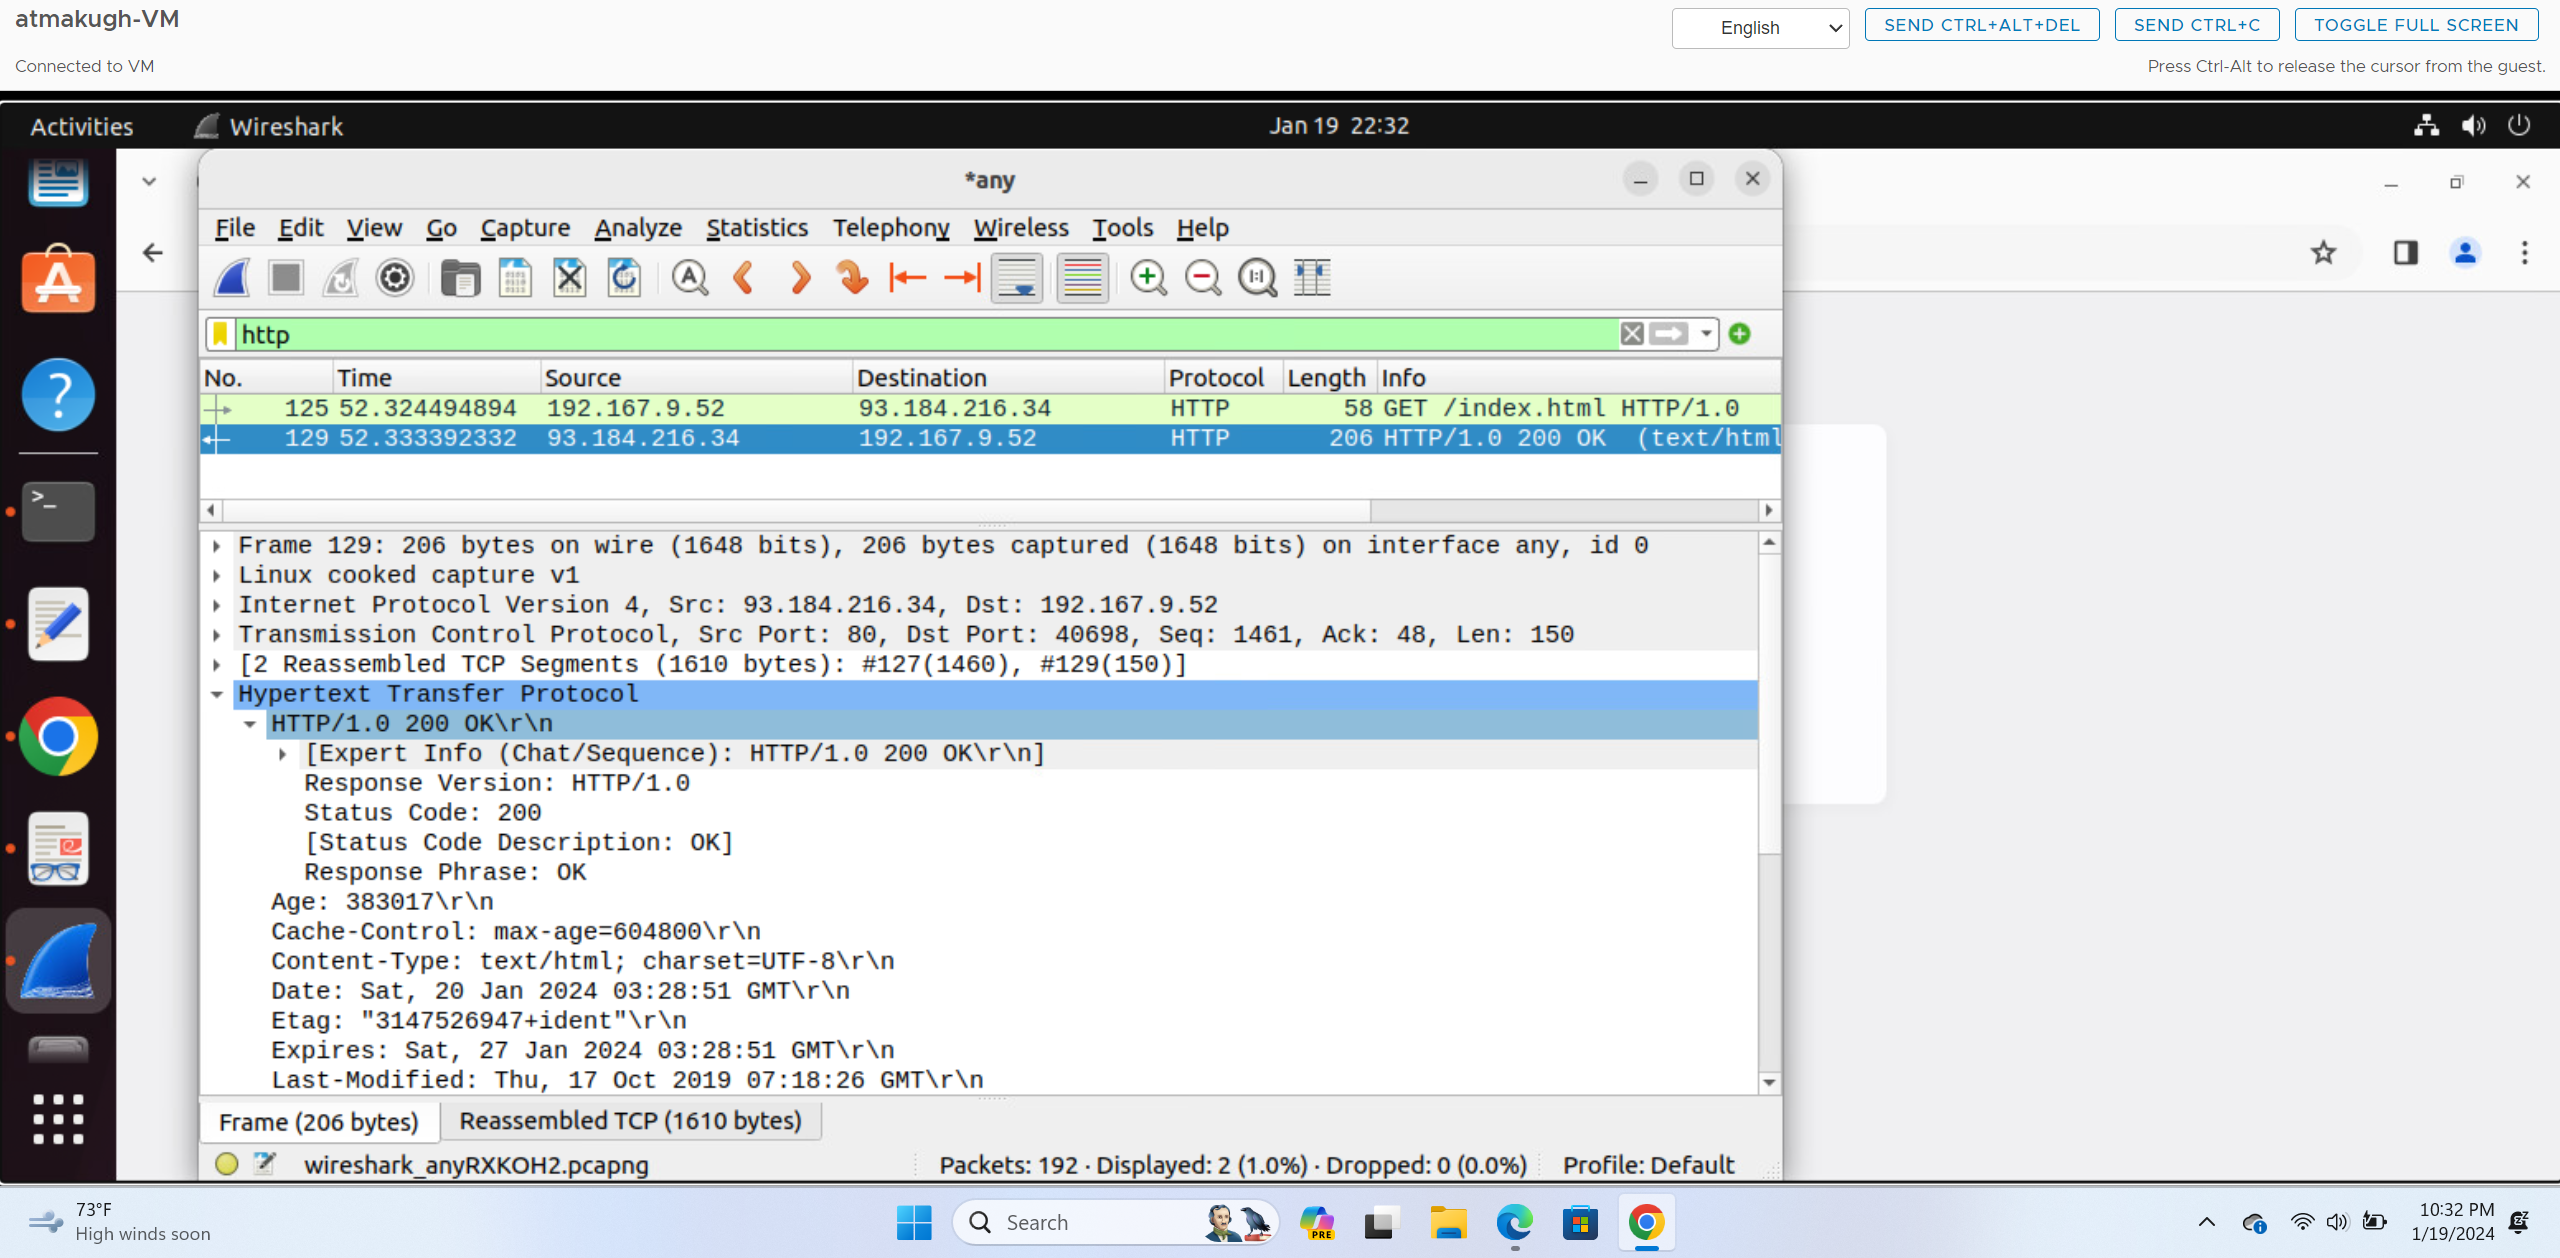 atmakugh-VM
English
SEND CTRL+ALT+DEL
SEND CTRL+C
TOGGLE FULL SCREEN
Connected to VM
Press Ctrl-Alt to release the cursor from the guest.
Activities
Wireshark
Jan 19 22:32
*any
File Edit View Go Capture Analyze Statistics Telephony Wireless Tools Help
http
No. Time Source Destination Protocol Length Info
125 52.324494894 192.167.9.52 93.184.216.34 HTTP 58 GET /index.html HTTP/1.0
129 52.333392332 93.184.216.34 192.167.9.52 HTTP 206 HTTP/1.0 200 OK (text/html
Frame 129: 206 bytes on wire (1648 bits), 206 bytes captured (1648 bits) on interface any, id 0
Linux cooked capture v1
Internet Protocol Version 4, Src: 93.184.216.34, Dst: 192.167.9.52
Transmission Control Protocol, Src Port: 80, Dst Port: 40698, Seq: 1461, Ack: 48, Len: 150
[2 Reassembled TCP Segments (1610 bytes): #127(1460), #129(150)]
Hypertext Transfer Protocol
HTTP/1.0 200 OK\r\n
[Expert Info (Chat/Sequence): HTTP/1.0 200 OK\r\n]
Response Version: HTTP/1.0
Status Code: 200
[Status Code Description: OK]
Response Phrase: OK
Age: 383017\r\n
Cache-Control: max-age=604800\r\n
Content-Type: text/html; charset=UTF-8\r\n
Date: Sat, 20 Jan 2024 03:28:51 GMT\r\n
Etag: "3147526947+ident"\r\n
Expires: Sat, 27 Jan 2024 03:28:51 GMT\r\n
Last-Modified: Thu, 17 Oct 2019 07:18:26 GMT\r\n
Frame (206 bytes)
Reassembled TCP (1610 bytes)
wireshark_anyRXKOH2.pcapng
Packets: 192 · Displayed: 2 (1.0%) · Dropped: 0 (0.0%)
Profile: Default
73°F
High winds soon
Search
PRE
10:32 PM
1/19/2024